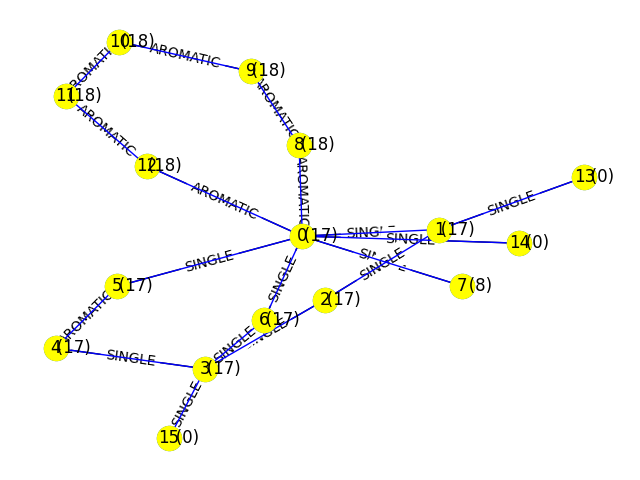 10 (18)
AROMATIC
AROMATIC
9 (18)
11 (18)
AROMATIC
AROMATIC
8 (18)
12 (18)
AROMATIC
AROMATIC
13 (0)
SINGLE
1 (17)
0 (17)
SINGLE
14 (0)
SINGLE
SINGLE
SINGLE
SINGLE
5 (17)
7 (8)
2 (17)
AROMATIC
6 (17)
SINGLE
4 (17)
SINGLE
3 (17)
SINGLE
15 (0)